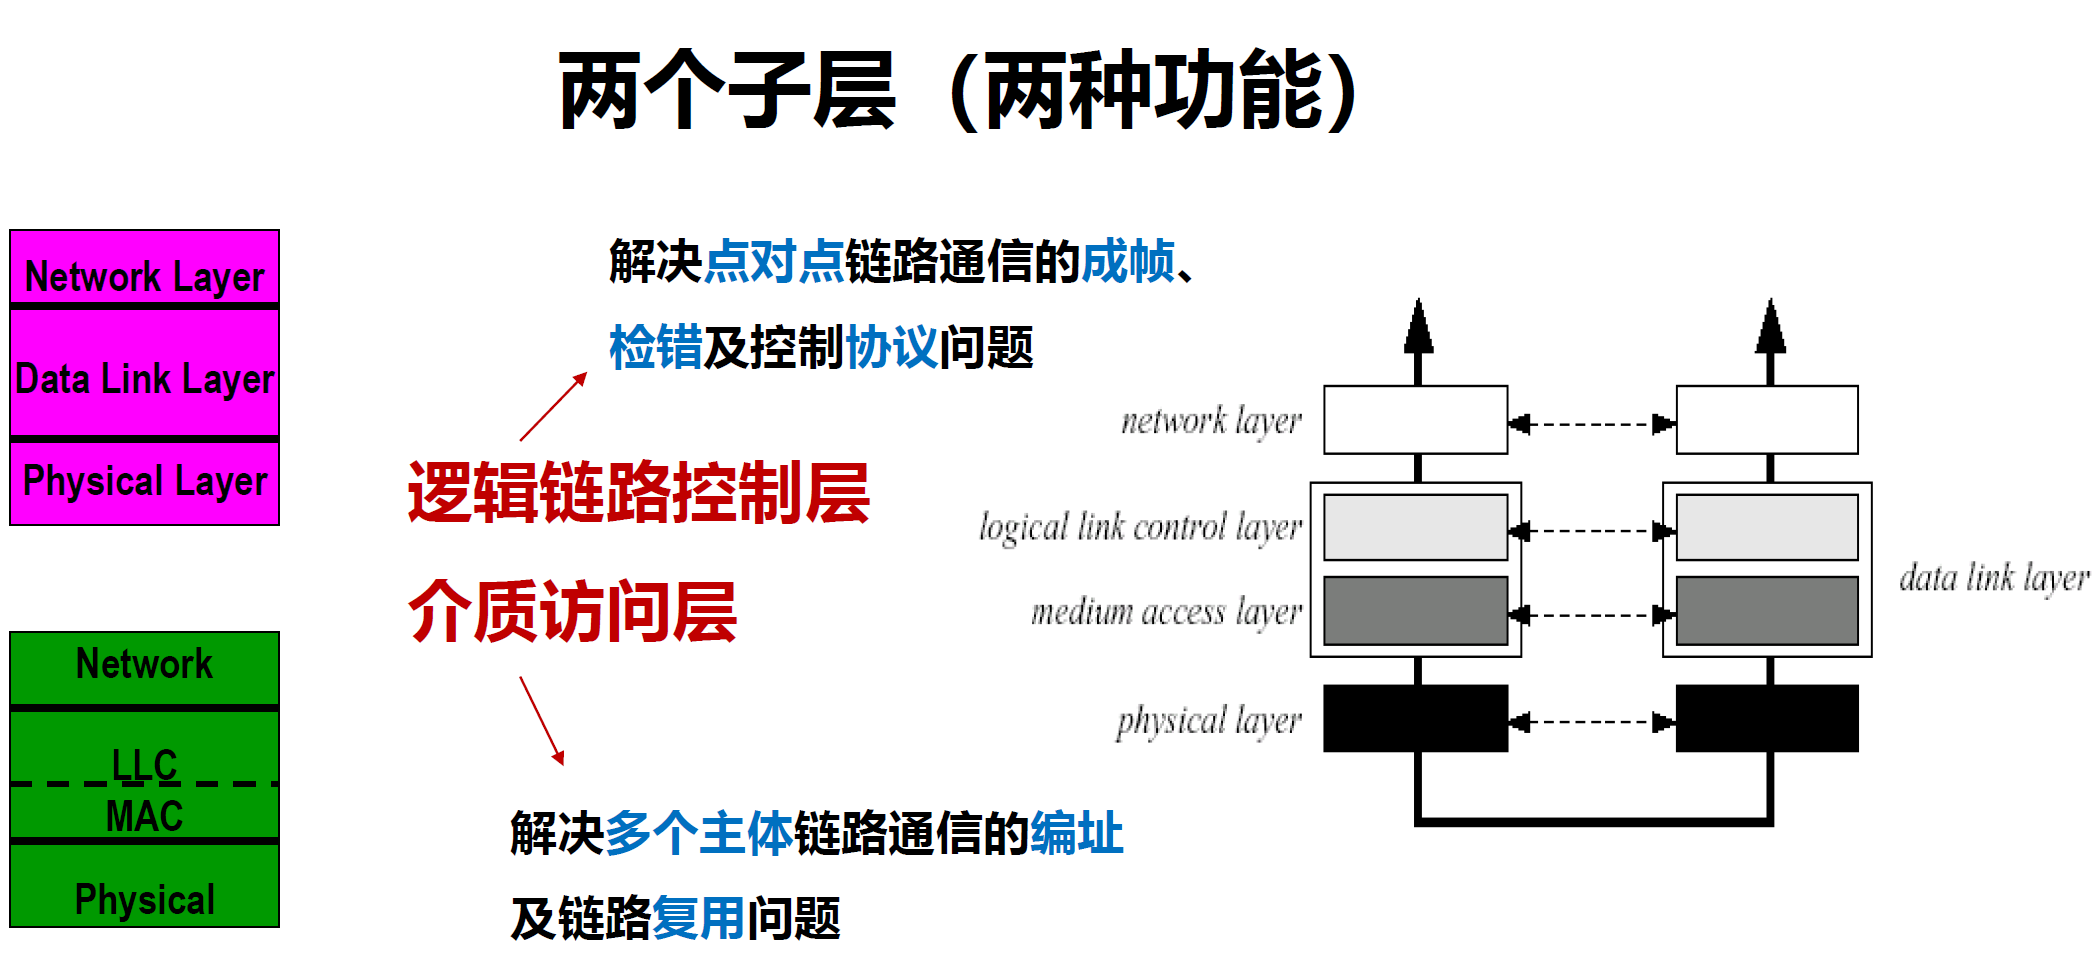 两个子层（两种功能）
Network Layer
Data Link Layer
Physical Layer
Network
LLC
MAC
Physical
解决点对点链路通信的成帧、
检错及控制协议问题
逻辑链路控制层
介质访问层
解决多个主体链路通信的编址
及链路复用问题
network layer
logical link control layer
medium access layer
physical layer
data link layer